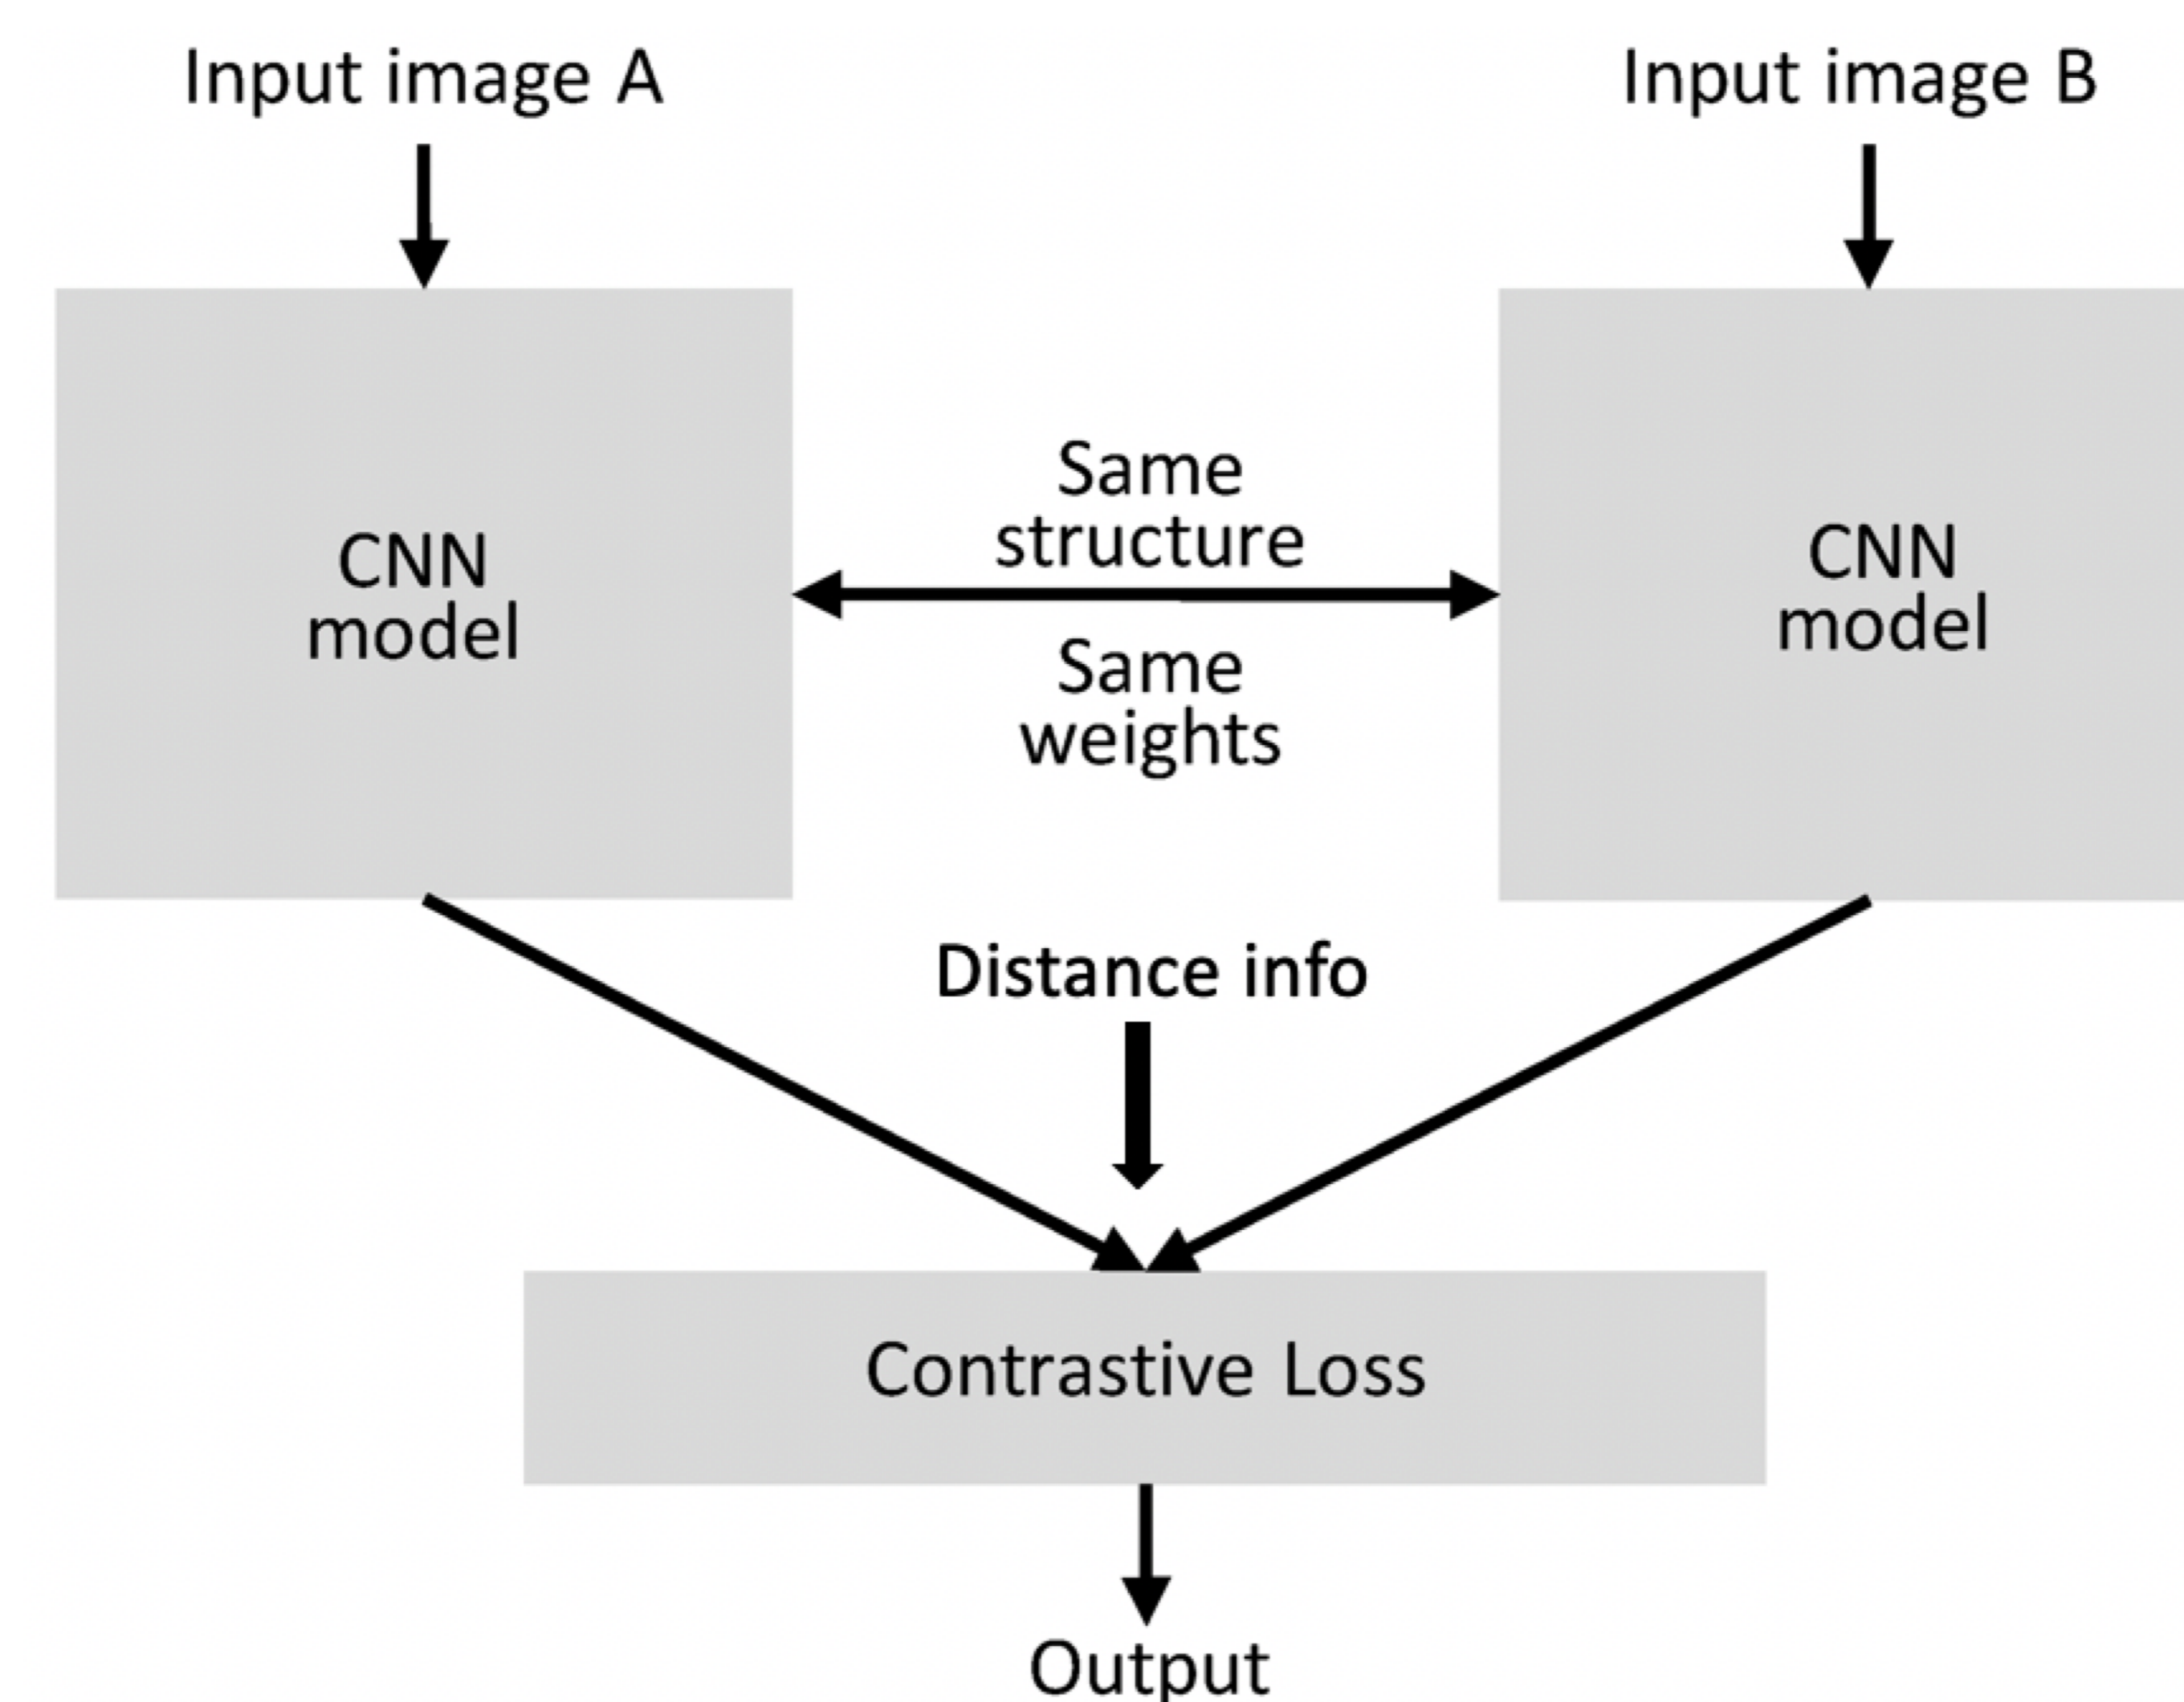 Input image A
Input image B
CNN
model
Same
structure
Same
weights
CNN
model
Distance info
Contrastive Loss
Output